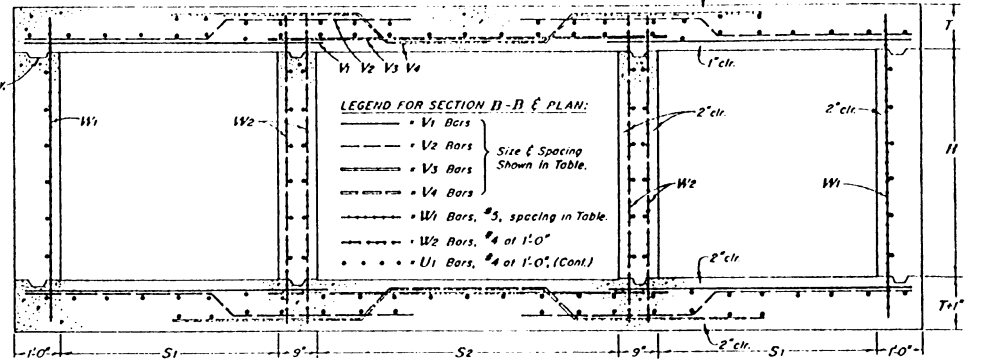 T
V1 V2 V3 V4
1" clr.
LEGEND FOR SECTION B-B & PLAN:
W1
W2
2" clr.
2" clr.
= V1 Bars
= V2 Bars
= V3 Bars
= V4 Bars
Size & Spacing
Shown in Table.
H
W2
W1
= W1 Bars, #5, spacing in Table.
= W2 Bars, #4 at 1'-0"
= U1 Bars, #4 at 1'-0", (Cont.)
2" clr.
T+1"
2" clr.
1'-0" S1 9" S2 9" S1 1'-0"